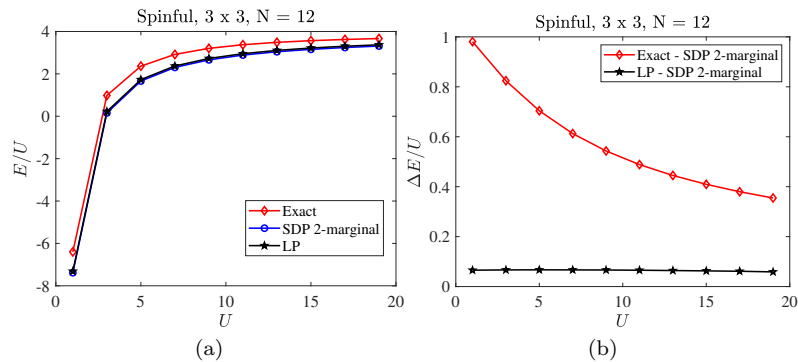 Spinful, 3 x 3, N = 12
4
2
0
-2
-4
-6
-8
E/U
0
5
10
15
20
U
Exact
SDP 2-marginal
LP
(a)
Spinful, 3 x 3, N = 12
1
0.8
0.6
0.4
0.2
0
ΔE/U
0
5
10
15
20
U
Exact - SDP 2-marginal
LP - SDP 2-marginal
(b)